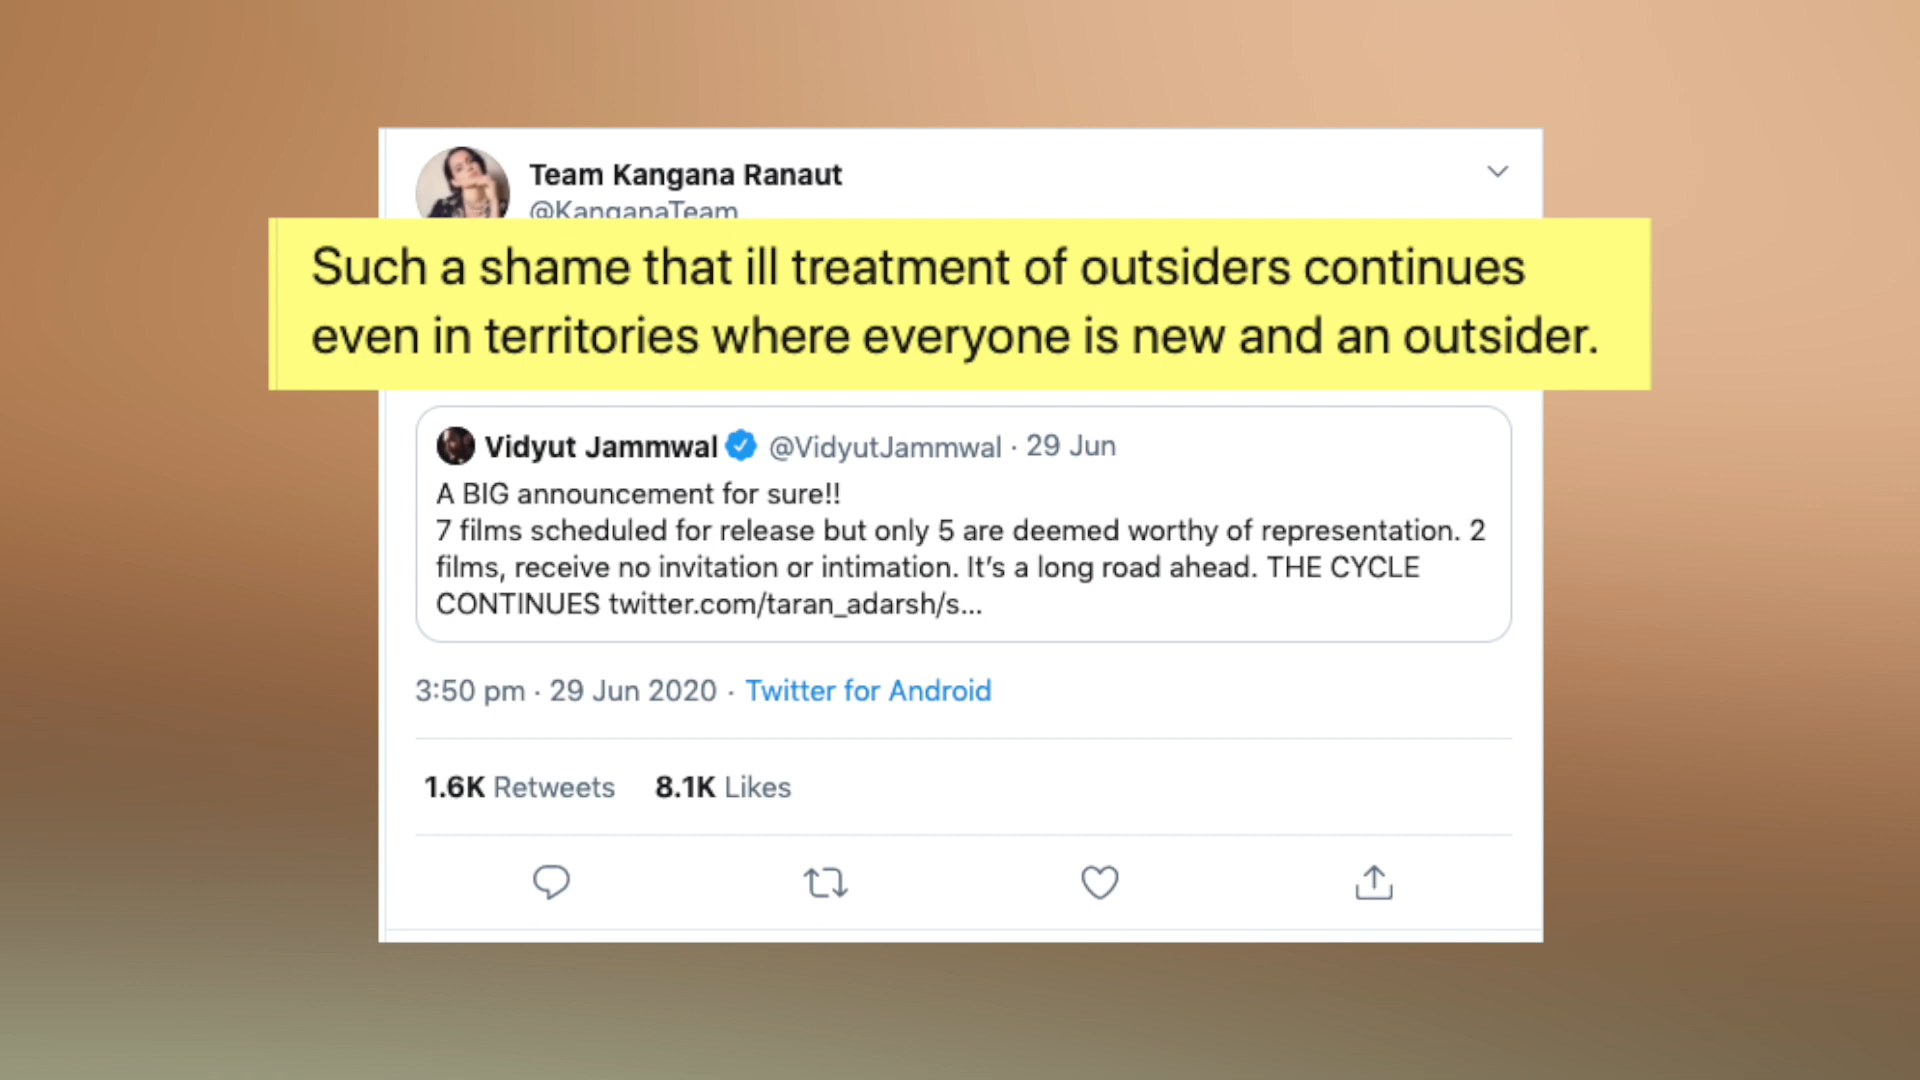 Team Kangana Ranaut
@KanganaTeam
Such a shame that ill treatment of outsiders continues
even in territories where everyone is new and an outsider.
Vidyut Jammwal @VidyutJammwal · 29 Jun
A BIG announcement for sure!!
7 films scheduled for release but only 5 are deemed worthy of representation. 2
films, receive no invitation or intimation. It’s a long road ahead. THE CYCLE
CONTINUES twitter.com/taran_adarsh/s...
3:50 pm · 29 Jun 2020 · Twitter for Android
1.6K Retweets 8.1K Likes